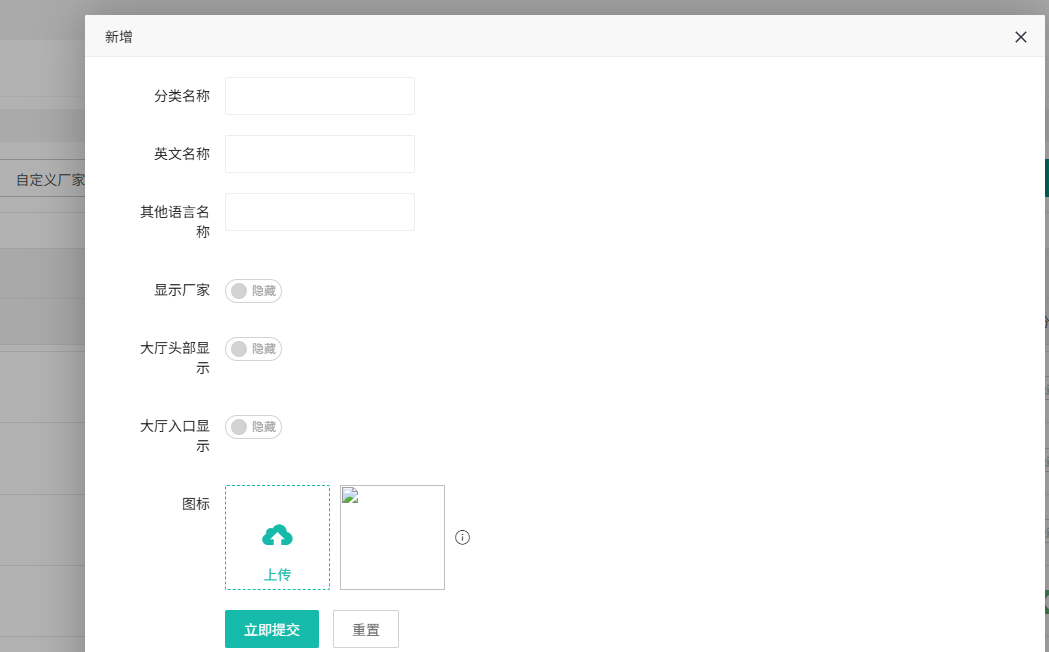 新增
分类名称
英文名称
自定义厂家
其他语言名
称
显示厂家
隐藏
大厅头部显
示
隐藏
大厅入口显
示
隐藏
图标
上传
立即提交
重置